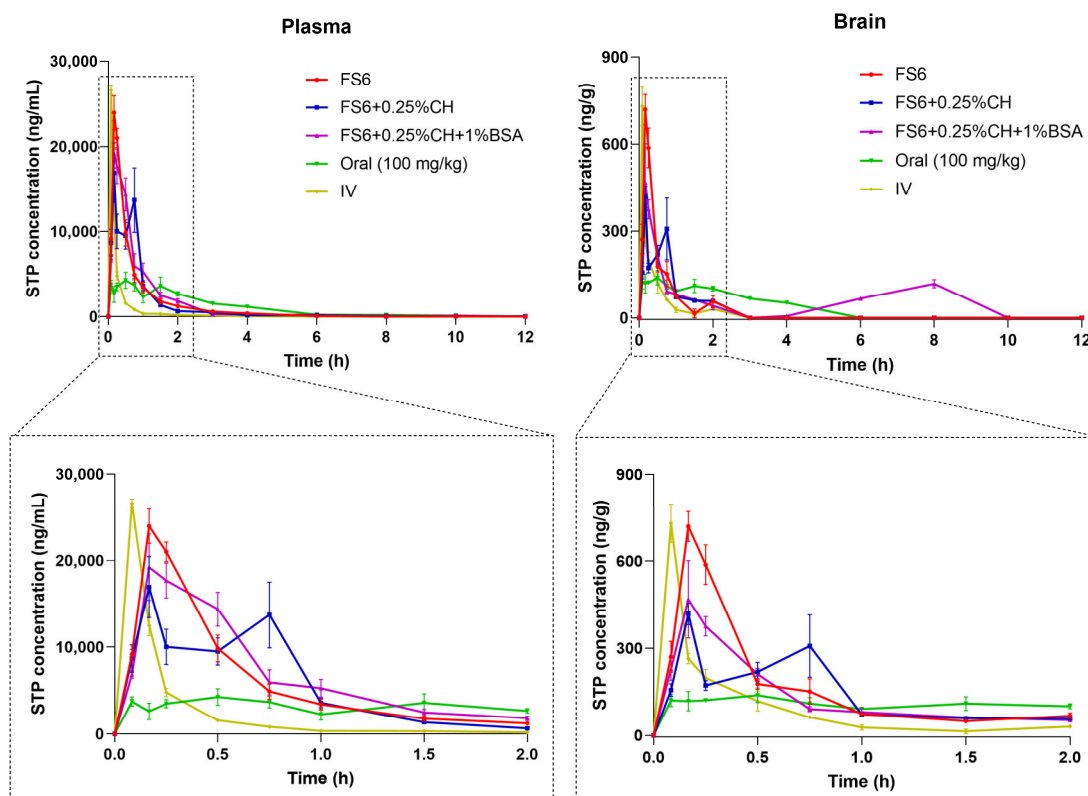 Plasma
STP concentration (ng/mL)
30,000
20,000
10,000
0
0 2 4 6 8 10 12
Time (h)
FS6
FS6+0.25%CH
FS6+0.25%CH+1%BSA
Oral (100 mg/kg)
IV
Brain
STP concentration (ng/g)
900
600
300
0
0 2 4 6 8 10 12
Time (h)
FS6
FS6+0.25%CH
FS6+0.25%CH+1%BSA
Oral (100 mg/kg)
IV
STP concentration (ng/mL)
30,000
20,000
10,000
0
0.0 0.5 1.0 1.5 2.0
Time (h)
STP concentration (ng/g)
900
600
300
0
0.0 0.5 1.0 1.5 2.0
Time (h)